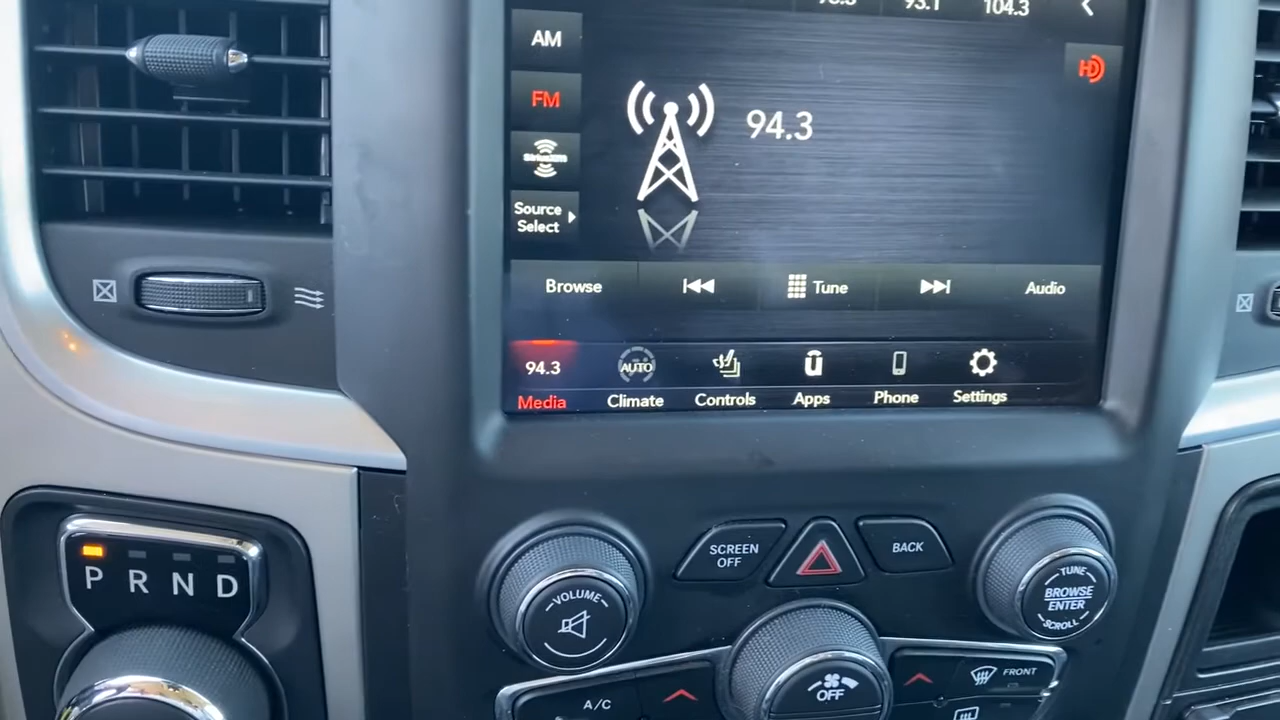 93.1
104.3
AM
FM
HD
94.3
SiriusXM
Source
Select
Browse
Tune
Audio
94.3
AUTO
Media
Climate
Controls
Apps
Phone
Settings
P R N D
SCREEN
OFF
BACK
VOLUME
TUNE
BROWSE
ENTER
SCROLL
A/C
OFF
FRONT